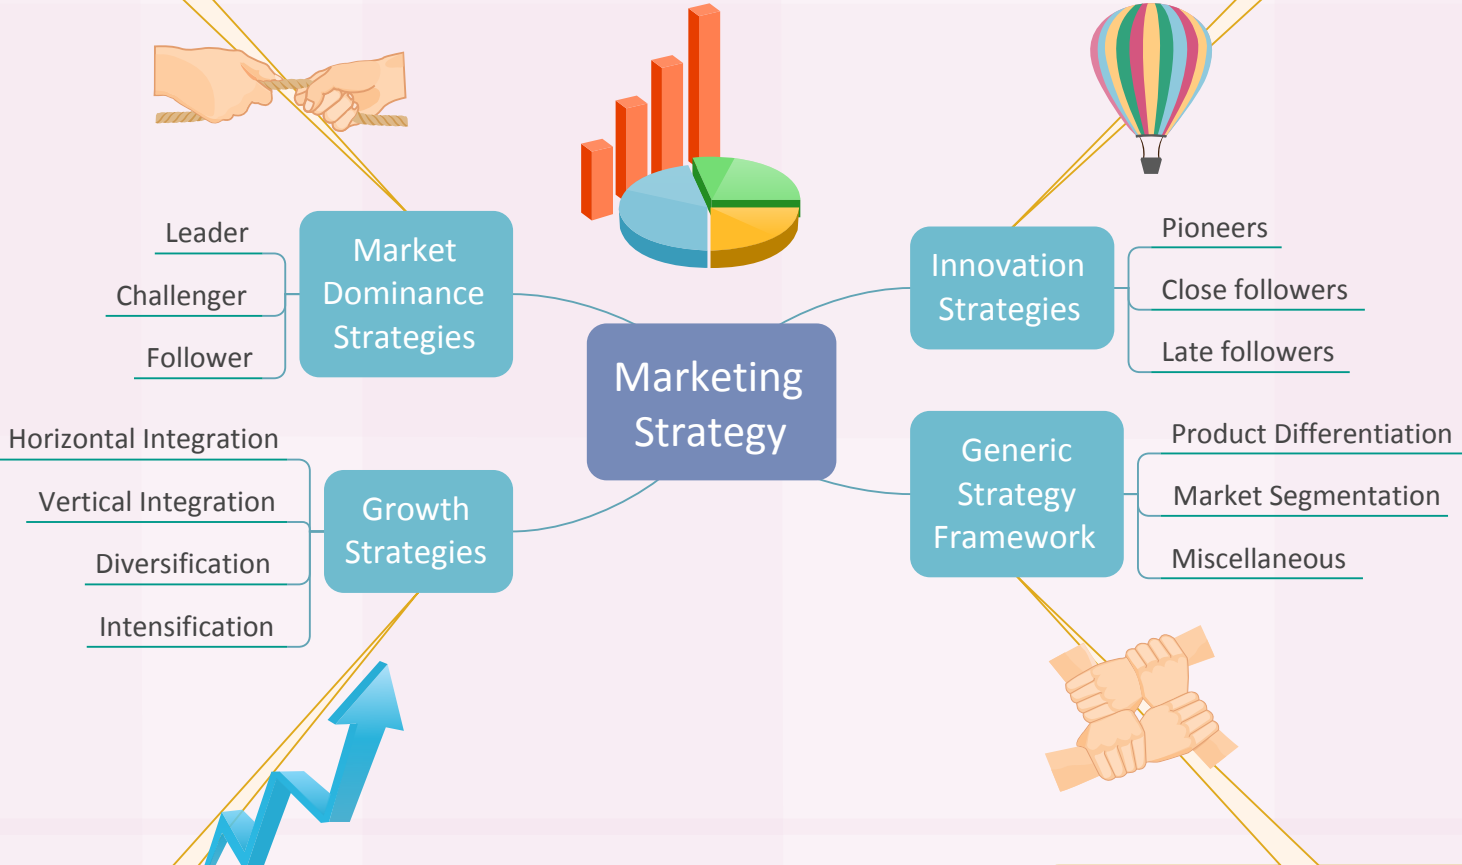 Marketing
Strategy
Market
Dominance
Strategies
Leader
Challenger
Follower
Growth
Strategies
Horizontal Integration
Vertical Integration
Diversification
Intensification
Innovation
Strategies
Pioneers
Close followers
Late followers
Generic
Strategy
Framework
Product Differentiation
Market Segmentation
Miscellaneous